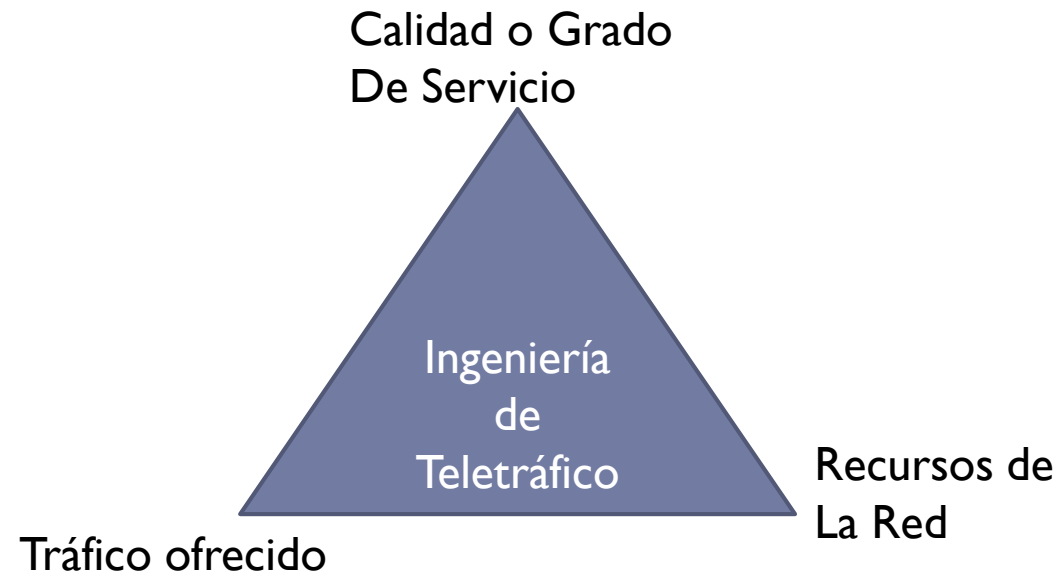 Calidad o Grado
De Servicio
Ingeniería
de
Teletráfico
Recursos de
La Red
Tráfico ofrecido